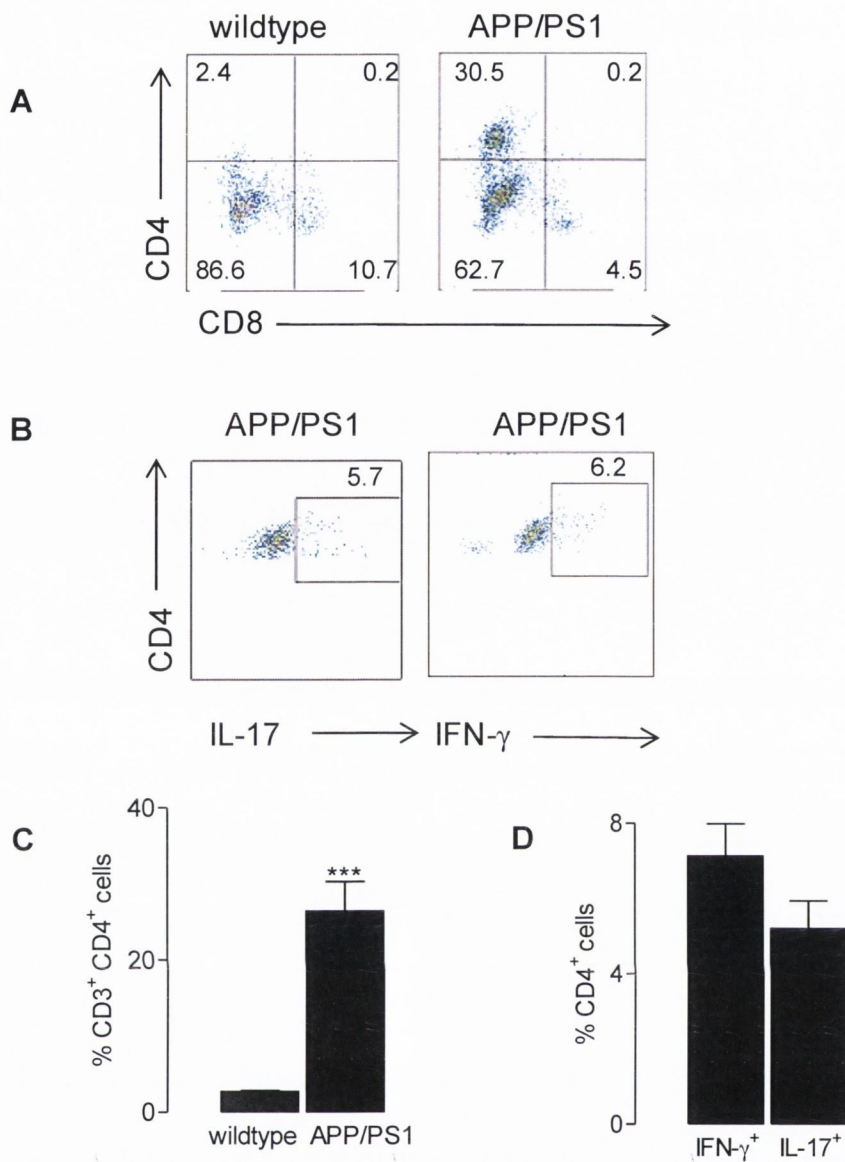 wildtype
APP/PS1
A
2.4
0.2
30.5
0.2
CD4
86.6
10.7
62.7
4.5
CD8
B
APP/PS1
APP/PS1
5.7
6.2
CD4
IL-17
IFN-γ
C
40
20
0
% CD3⁺ CD4⁺ cells
***
wildtype
APP/PS1
D
8
4
0
% CD4⁺ cells
IFN-γ⁺
IL-17⁺